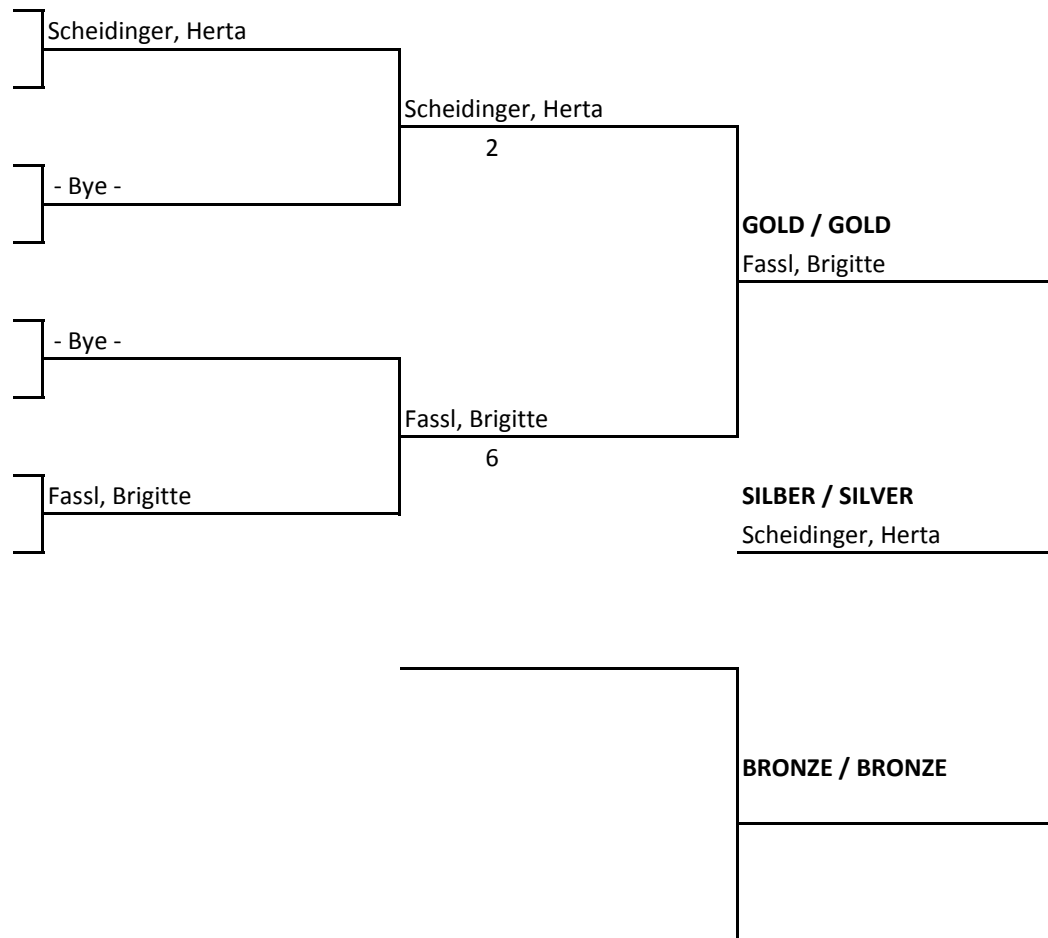 Scheidinger, Herta
Scheidinger, Herta
2
- Bye -
GOLD / GOLD
Fassl, Brigitte
- Bye -
Fassl, Brigitte
6
Fassl, Brigitte
SILBER / SILVER
Scheidinger, Herta
BRONZE / BRONZE